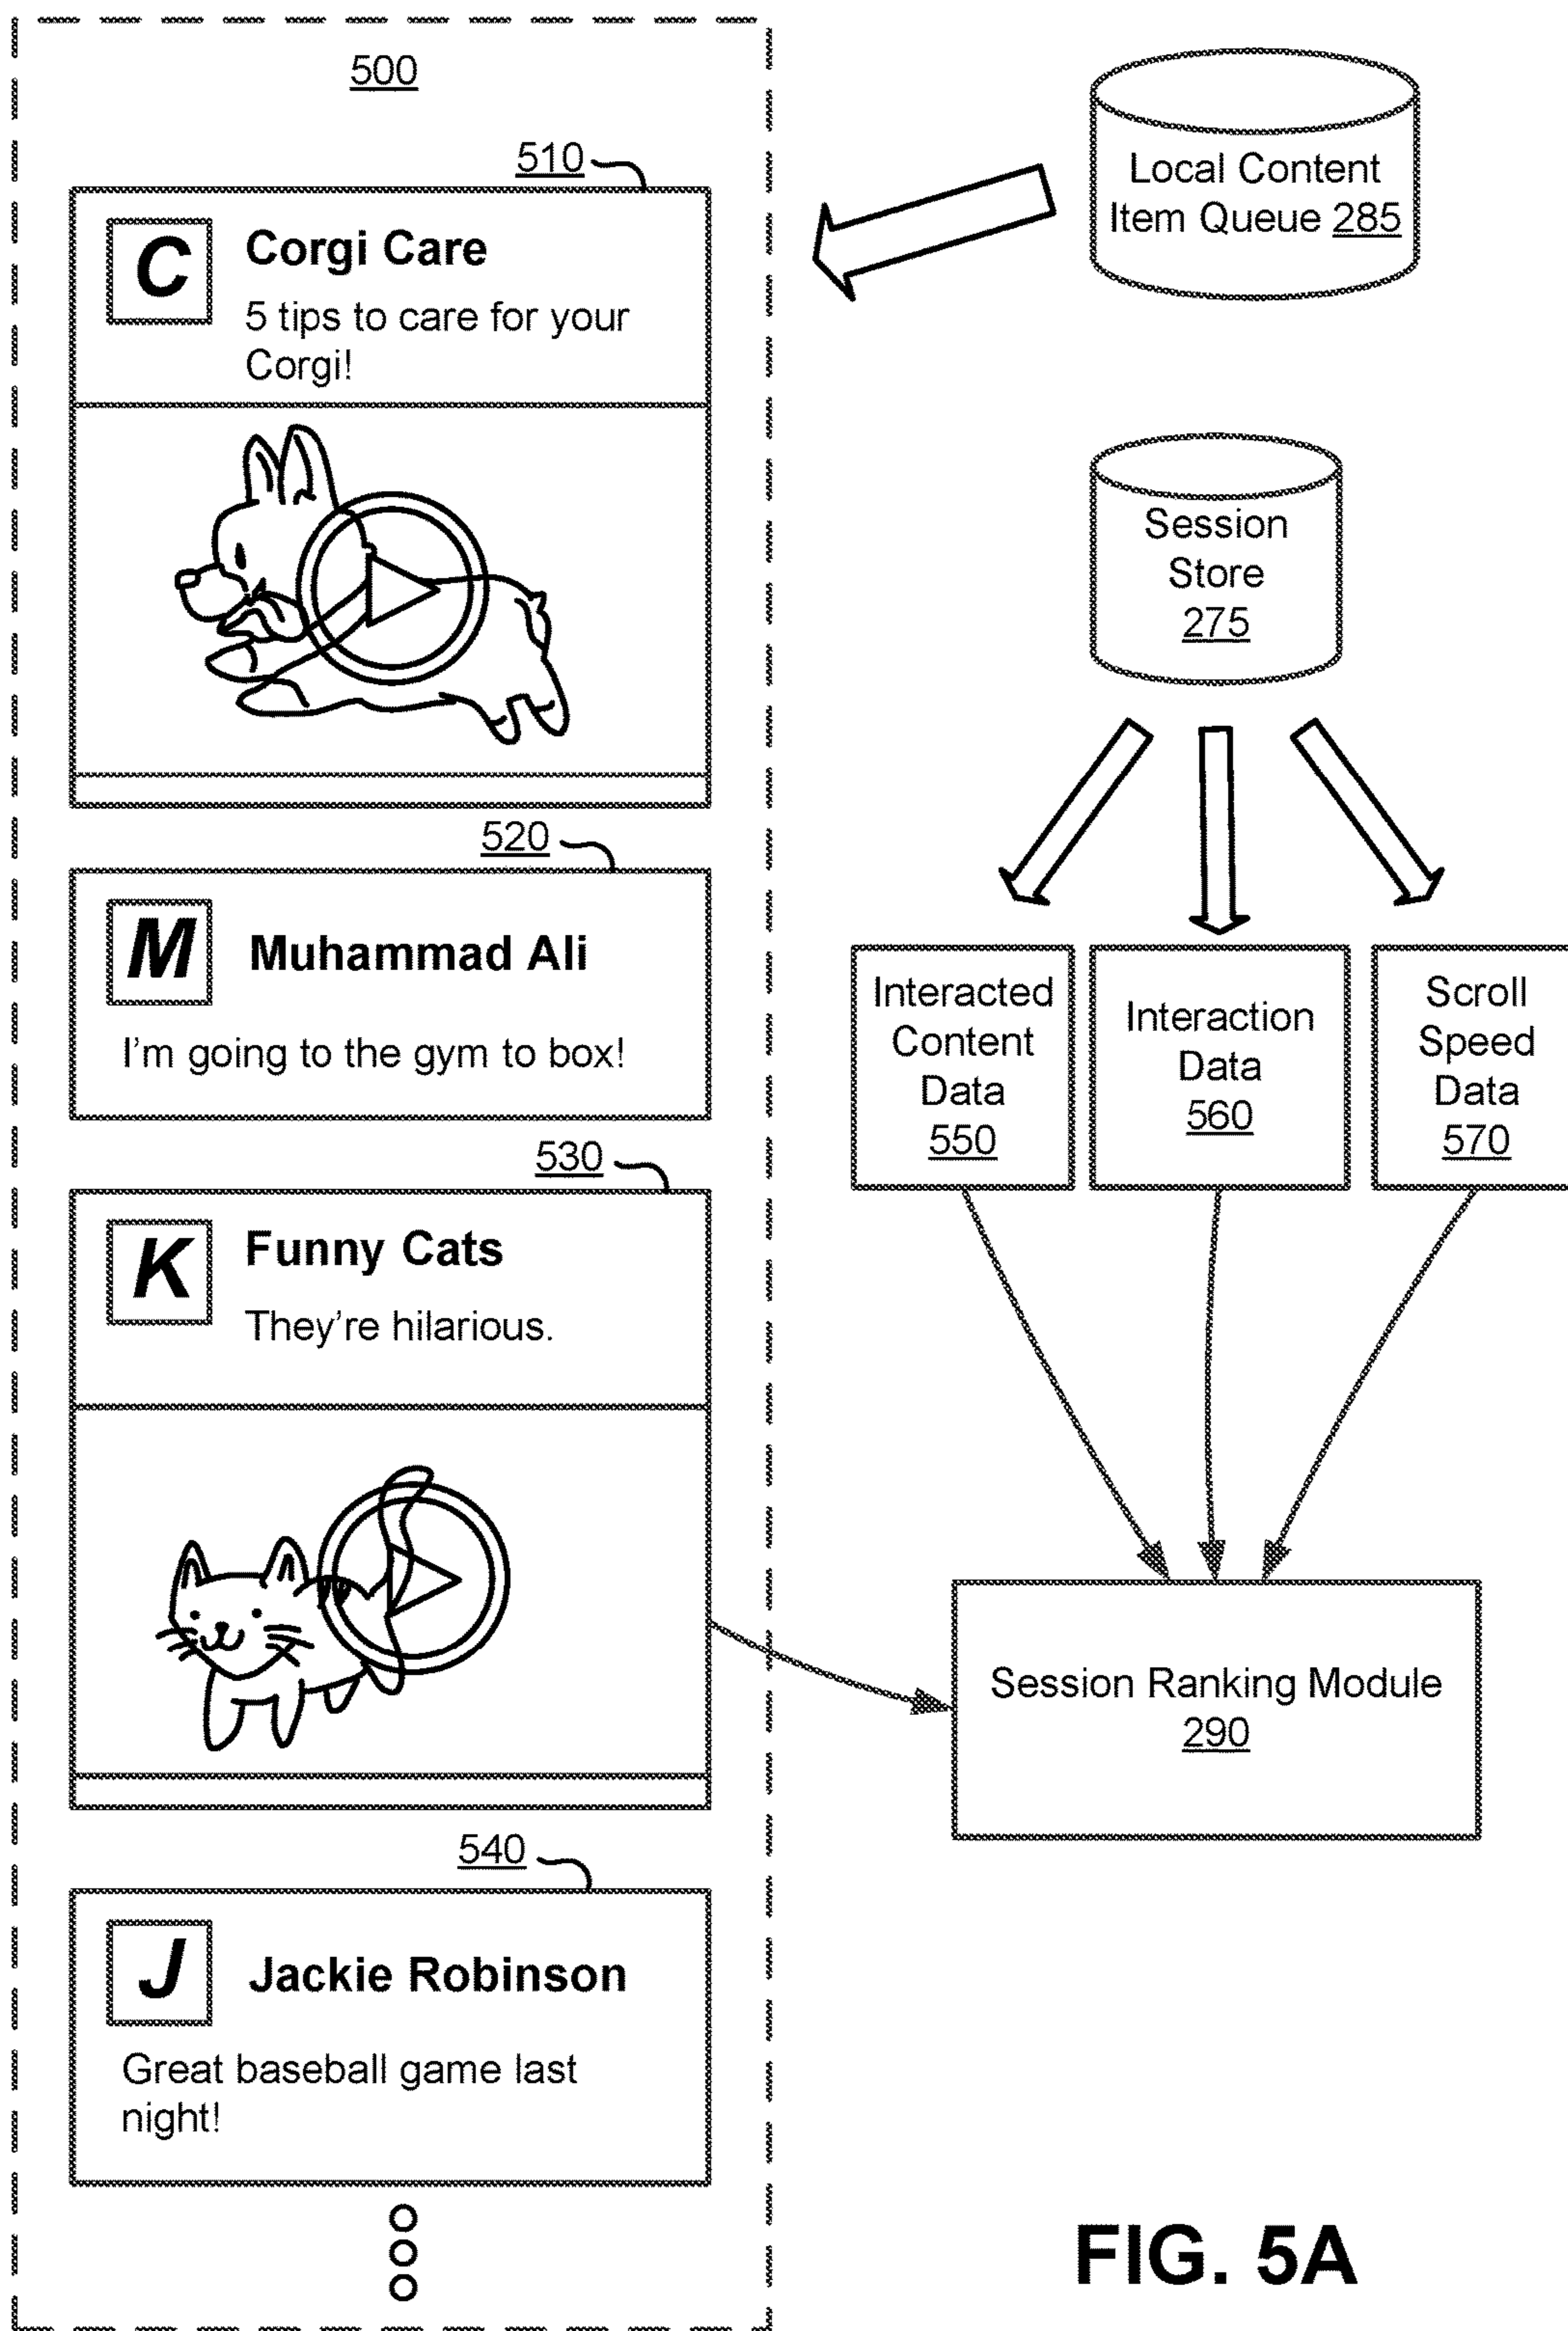 500
510
C
Corgi Care
5 tips to care for your
Corgi!
520
M
Muhammad Ali
I'm going to the gym to box!
530
K
Funny Cats
They're hilarious.
540
J
Jackie Robinson
Great baseball game last
night!
Local Content
Item Queue 285
Session
Store
275
Interacted
Content
Data
550
Interaction
Data
560
Scroll
Speed
Data
570
Session Ranking Module
290
FIG. 5A